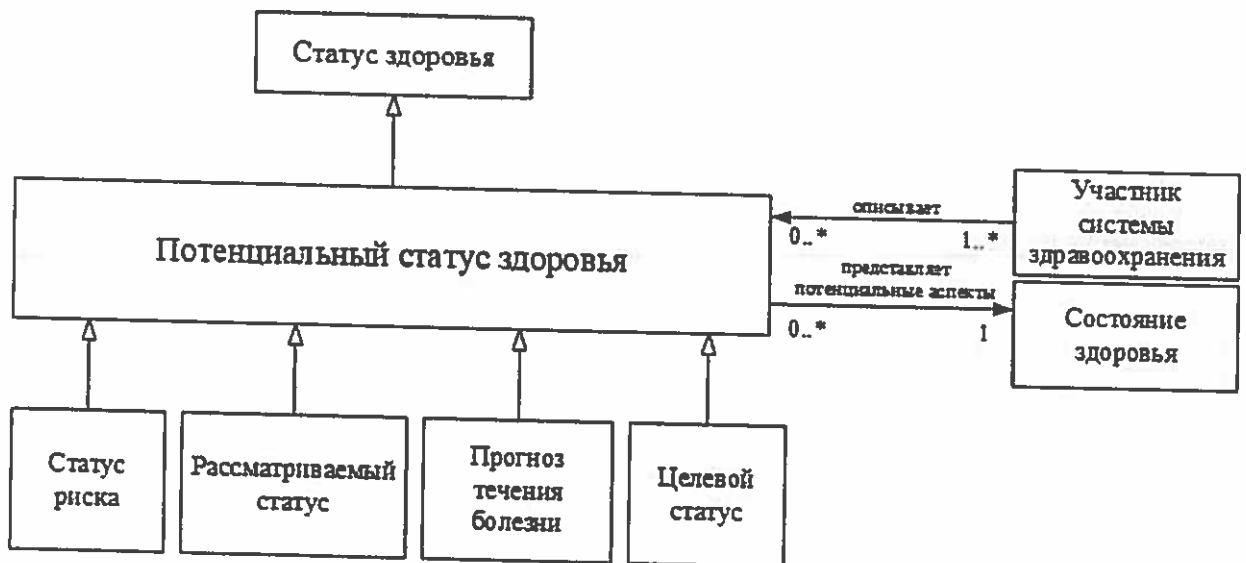 Статус здоровья
Потенциальный статус здоровья
описывает
0..*
1..*
Участник
системы
здравоохранения
представляет
потенциальные аспекты
0..*
1
Состояние
здоровья
Статус
риска
Рассматриваемый
статус
Прогноз
течения
болезни
Целевой
статус